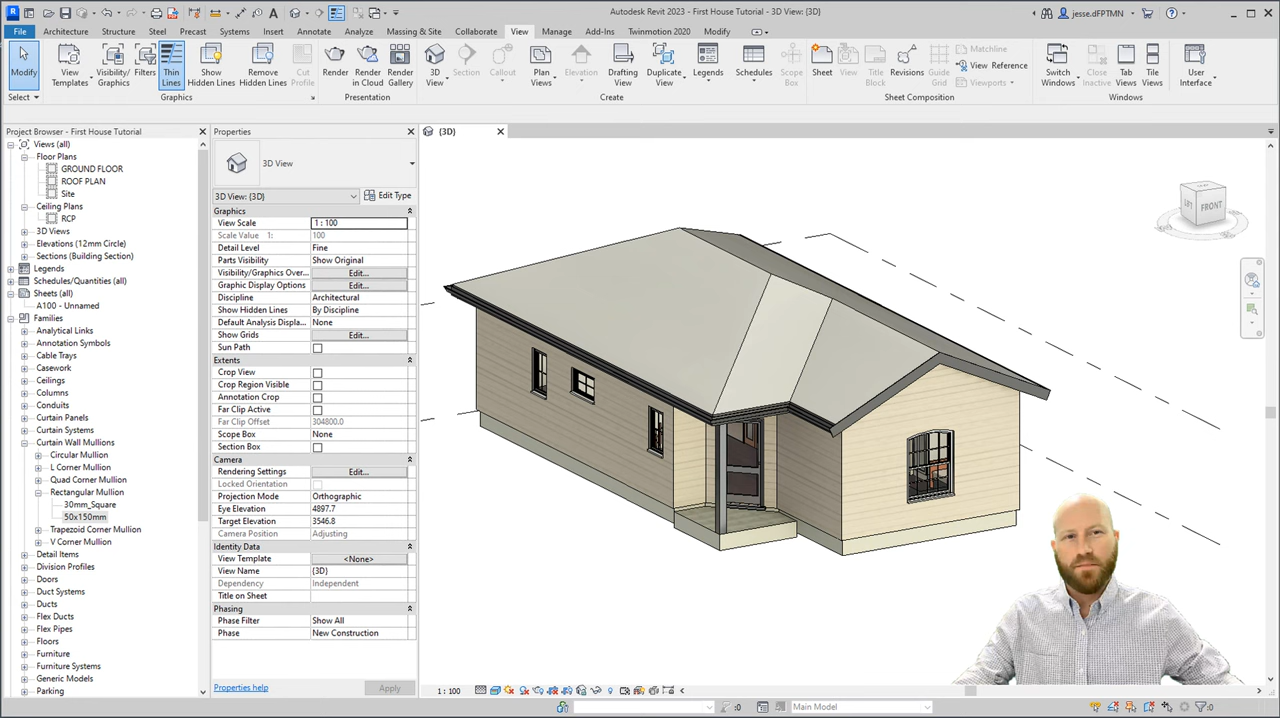 Autodesk Revit 2023 - First House Tutorial - 3D View: {3D}
jesse.dFPTMN
File Architecture Structure Steel Precast Systems Insert Annotate Analyze Massing & Site Collaborate View Manage Add-Ins Twinmotion 2020 Modify
Modify
View Templates
Visibility/ Graphics
Filters
Thin Lines
Show Hidden Lines
Remove Hidden Lines
Cut Profile
Render
Render in Cloud
Render Gallery
3D View
Section
Callout
Plan Views
Elevation
Drafting View
Duplicate View
Legends
Schedules
Scope Box
Sheet
View
Title Block
Revisions
Guide Grid
Matchline
View Reference
Viewports
Switch Windows
Close Inactive
Tab Views
Tile Views
User Interface
Select
Graphics
Presentation
Create
Sheet Composition
Windows
Project Browser - First House Tutorial
Views (all)
Floor Plans
GROUND FLOOR
ROOF PLAN
Site
Ceiling Plans
RCP
3D Views
Elevations (12mm Circle)
Sections (Building Section)
Legends
Schedules/Quantities (all)
Sheets (all)
A100 - Unnamed
Families
Analytical Links
Annotation Symbols
Cable Trays
Casework
Ceilings
Columns
Conduits
Curtain Panels
Curtain Systems
Curtain Wall Mullions
Circular Mullion
L Corner Mullion
Quad Corner Mullion
Rectangular Mullion
30mm_Square
50x150mm
Trapezoid Corner Mullion
V Corner Mullion
Detail Items
Division Profiles
Doors
Duct Systems
Ducts
Flex Ducts
Flex Pipes
Floors
Furniture
Furniture Systems
Generic Models
Parking
Properties
3D View
3D View: {3D}
Edit Type
Graphics
View Scale 1 : 100
Scale Value 1: 100
Detail Level Fine
Parts Visibility Show Original
Visibility/Graphics Over... Edit...
Graphic Display Options Edit...
Discipline Architectural
Show Hidden Lines By Discipline
Default Analysis Displa... None
Show Grids Edit...
Sun Path
Extents
Crop View
Crop Region Visible
Annotation Crop
Far Clip Active
Far Clip Offset 304800.0
Scope Box None
Section Box
Camera
Rendering Settings Edit...
Locked Orientation
Projection Mode Orthographic
Eye Elevation 4897.7
Target Elevation 3546.8
Camera Position Adjusting
Identity Data
View Template <None>
View Name {3D}
Dependency Independent
Title on Sheet
Phasing
Phase Filter Show All
Phase New Construction
Properties help
Apply
{3D}
LEFT FRONT
1 : 100
:0
Main Model
:0